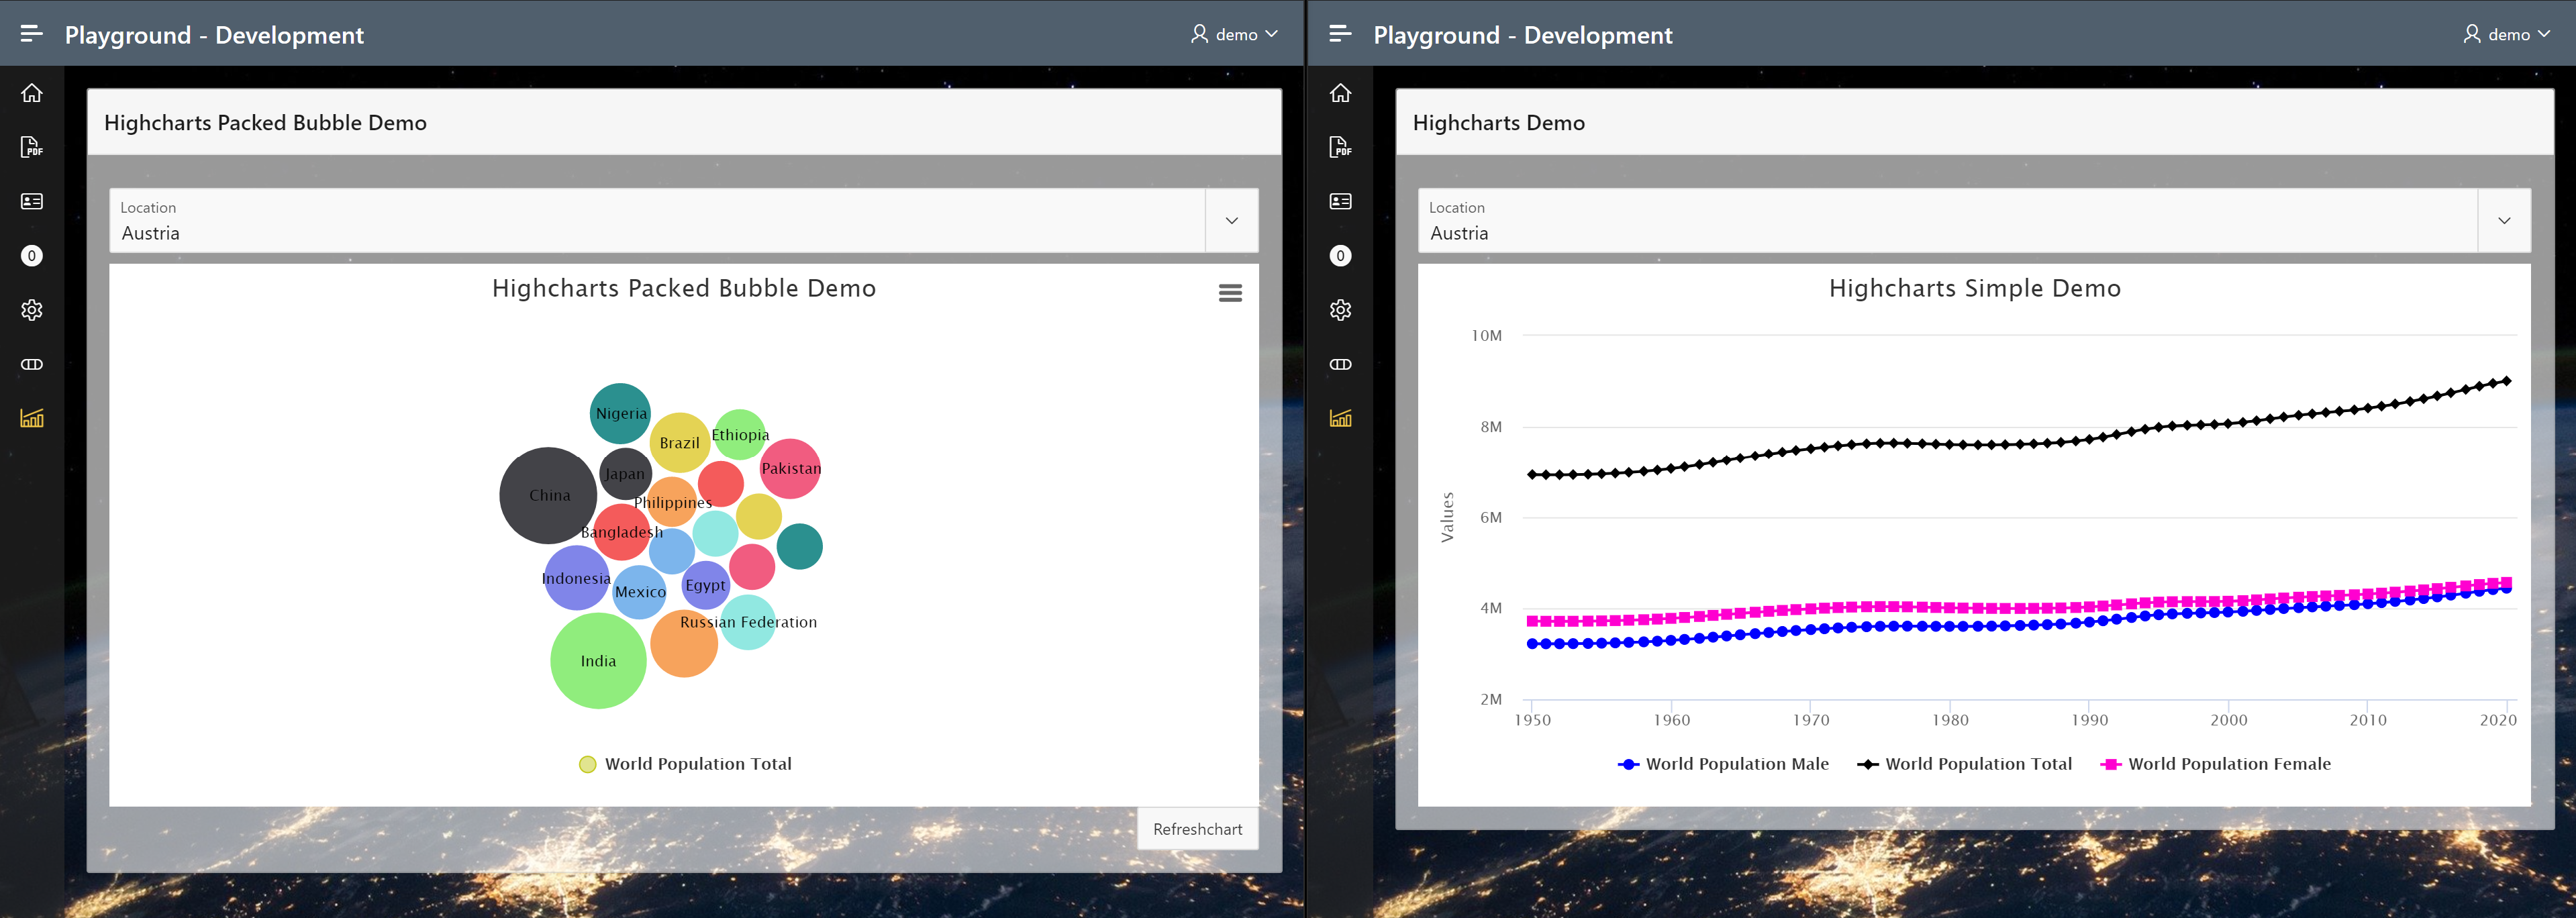 Playground - Development
demo
PDF
0
Highcharts Packed Bubble Demo
Location
Austria
Highcharts Packed Bubble Demo
Nigeria
Brazil
Ethiopia
Pakistan
Japan
China
Philippines
Bangladesh
Indonesia
Mexico
Egypt
Russian Federation
India
World Population Total
Refreshchart
Playground - Development
demo
PDF
0
Highcharts Demo
Location
Austria
Highcharts Simple Demo
Values
10M
8M
6M
4M
2M
1950 1960 1970 1980 1990 2000 2010 2020
World Population Male World Population Total World Population Female